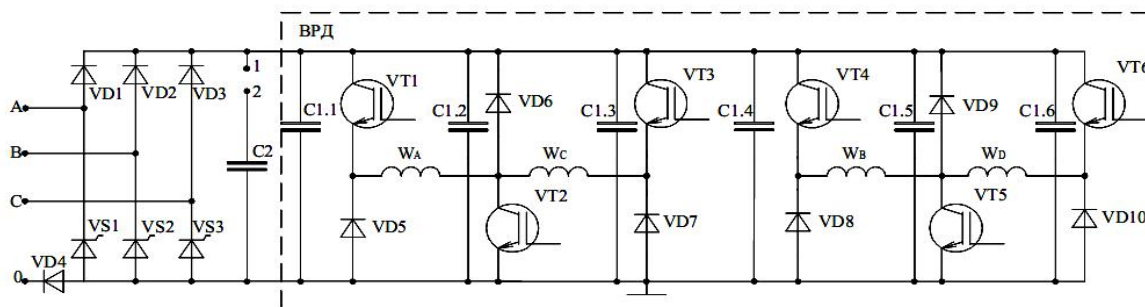 ВРД
1
2
A
B
C
0
VD1
VD2
VD3
VS1
VS2
VS3
VD4
C2
C1.1
VT1
C1.2
VD6
C1.3
VT3
C1.4
VT4
C1.5
VD9
C1.6
VT6
WA
WC
WB
WD
VD5
VT2
VD7
VD8
VT5
VD10